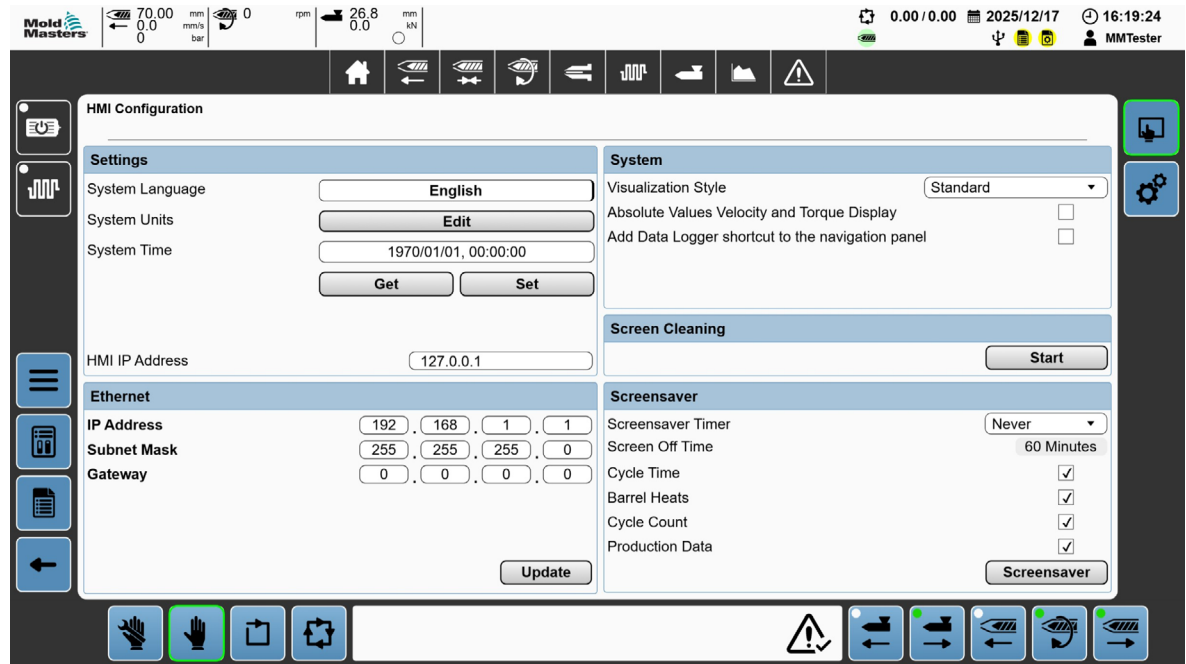 Mold
Masters
70.00 mm
0.0 mm/s
0 bar
0 rpm
26.8 mm
0.0 kN
0.00 / 0.00
2025/12/17
16:19:24
MMTester
HMI Configuration
Settings
System Language English
System Units Edit
System Time 1970/01/01, 00:00:00
Get Set
HMI IP Address 127.0.0.1
Ethernet
IP Address 192 . 168 . 1 . 1
Subnet Mask 255 . 255 . 255 . 0
Gateway 0 . 0 . 0 . 0
Update
System
Visualization Style Standard
Absolute Values Velocity and Torque Display
Add Data Logger shortcut to the navigation panel
Screen Cleaning
Start
Screensaver
Screensaver Timer Never
Screen Off Time 60 Minutes
Cycle Time
Barrel Heats
Cycle Count
Production Data
Screensaver